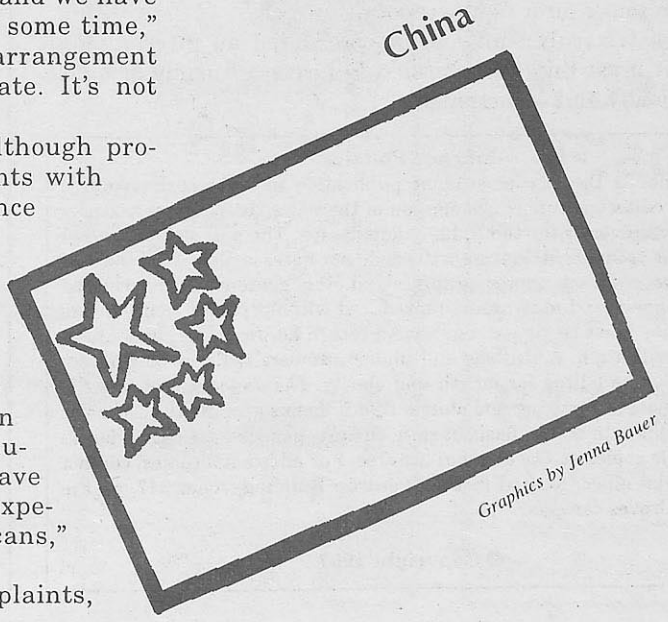 and we have
some time,"
arrangement
ate. It's not
lthough pro-
nts with
nce
n
u-
ave
xpe-
cans,"
plaints,
China
Graphics by Jenna Bauer